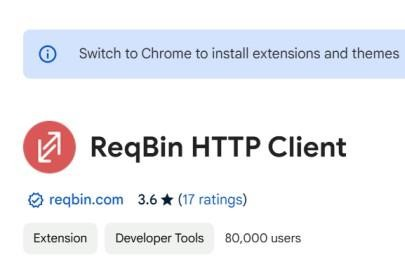 Switch to Chrome to install extensions and themes
ReqBin HTTP Client
reqbin.com 3.6 ★ (17 ratings)
Extension Developer Tools 80,000 users